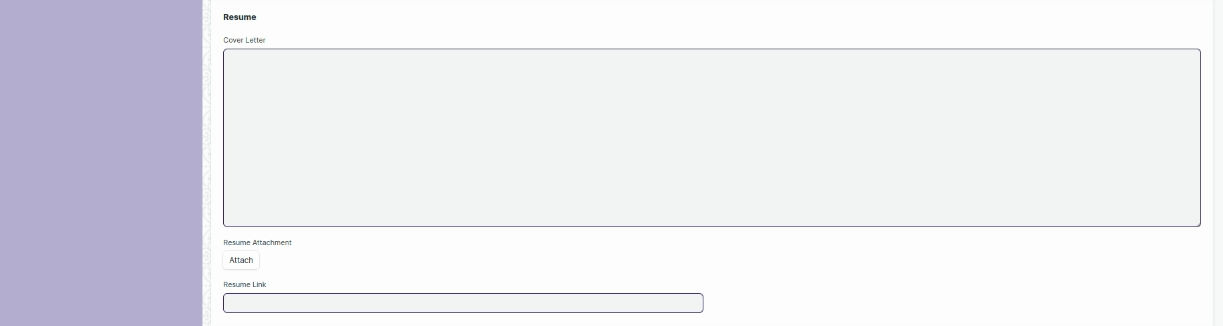 Resume
Cover Letter
Resume Attachment
Attach
Resume Link